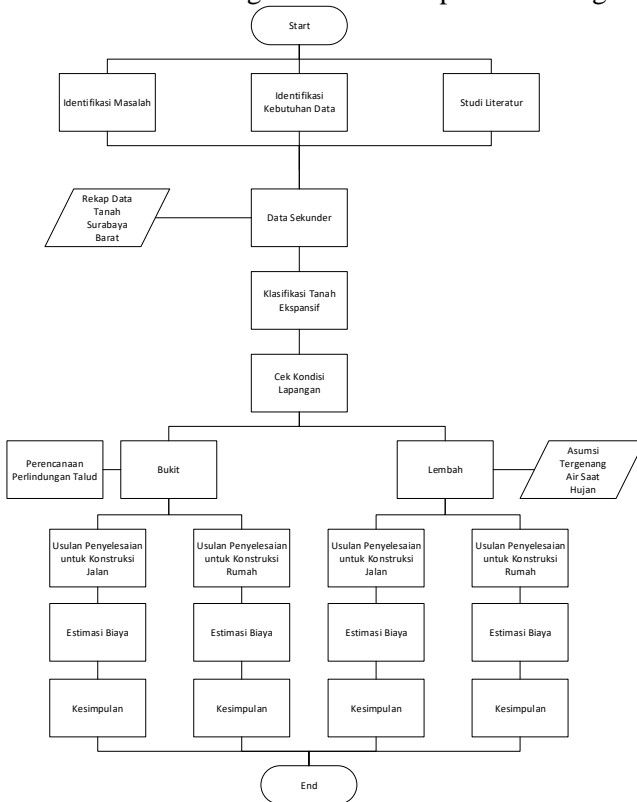 Start
Identifikasi Masalah
Identifikasi
Kebutuhan Data
Studi Literatur
Rekap Data
Tanah
Surabaya
Barat
Data Sekunder
Klasifikasi Tanah
Ekspansif
Cek Kondisi
Lapangan
Perencanaan
Perlindungan Talud
Bukit
Lembah
Asumsi
Tergenang
Air Saat
Hujan
Usulan Penyelesaian
untuk Konstruksi
Jalan
Usulan Penyelesaian
untuk Konstruksi
Rumah
Usulan Penyelesaian
untuk Konstruksi
Jalan
Usulan Penyelesaian
untuk Konstruksi
Rumah
Estimasi Biaya
Estimasi Biaya
Estimasi Biaya
Estimasi Biaya
Kesimpulan
Kesimpulan
Kesimpulan
Kesimpulan
End